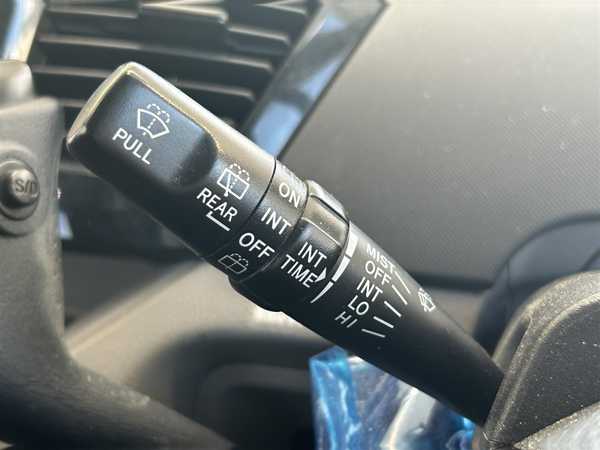 PULL
REAR
ON
INT
OFF
INT
TIME
MIST
OFF
INT
LO
HI
S/D